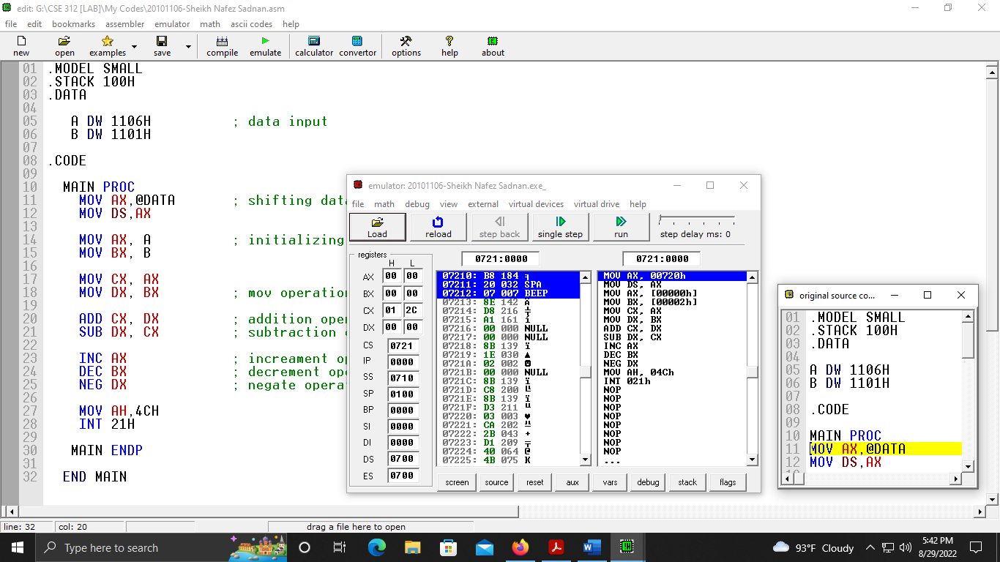 edit: G:\CSE 312 [LAB]\My Codes\20101106-Sheikh Nafez Sadnan.asm
file edit bookmarks assembler emulator math ascii codes help
new open examples save compile emulate calculator convertor options help about
01 .MODEL SMALL
02 .STACK 100H
03 .DATA
04
05 A DW 1106H ; data input
06 B DW 1101H
07
08 .CODE
09
10 MAIN PROC
11 MOV AX,@DATA ; shifting data
12 MOV DS,AX
13
14 MOV AX, A ; initializing
15 MOV BX, B
16
17 MOV CX, AX
18 MOV DX, BX ; mov operation
19
20 ADD CX, DX ; addition ope
21 SUB DX, CX ; subtraction
22
23 INC AX ; increament op
24 DEC BX ; decrement ope
25 NEG DX ; negate operat
26
27 MOV AH,4CH
28 INT 21H
29
30 MAIN ENDP
31
32 END MAIN
emulator: 20101106-Sheikh Nafez Sadnan.exe_
file math debug view external virtual devices virtual drive help
Load reload step back single step run step delay ms: 0
registers
H L
AX 00 00
BX 00 00
CX 01 2C
DX 00 00
CS 0721
IP 0000
SS 0710
SP 0100
BP 0000
SI 0000
DI 0000
DS 0700
ES 0700
0721:0000
07210: B8 184 ╕
07211: 20 032 SPA
07212: 07 007 BEEP
07213: 8E 142 Ä
07214: D8 216 ╪
07215: A1 161 í
07216: 00 000 NULL
07217: 00 000 NULL
07218: 8B 139 ï
07219: 1E 030 ▲
0721A: 02 002 ☻
0721B: 00 000 NULL
0721C: 8B 139 ï
0721D: C8 200 ╚
0721E: 8B 139 ï
0721F: D3 211 ╙
07220: 03 003 ♥
07221: CA 202 ╩
07222: 2B 043 +
07223: D1 209 ╤
07224: 40 064 @
07225: 4B 075 K
0721:0000
MOV AX, 00720h
MOV DS, AX
MOV AX, [00000h]
MOV BX, [00002h]
MOV CX, AX
MOV DX, BX
ADD CX, DX
SUB DX, CX
INC AX
DEC BX
NEG DX
MOV AH, 04Ch
INT 021h
NOP
NOP
NOP
NOP
NOP
NOP
NOP
NOP
...
screen source reset aux vars debug stack flags
original source co...
01 .MODEL SMALL
02 .STACK 100H
03 .DATA
04
05 A DW 1106H
06 B DW 1101H
07
08 .CODE
09
10 MAIN PROC
11 MOV AX,@DATA
12 MOV DS,AX
line: 32 col: 20 drag a file here to open
Type here to search
93°F Cloudy
5:42 PM
8/29/2022